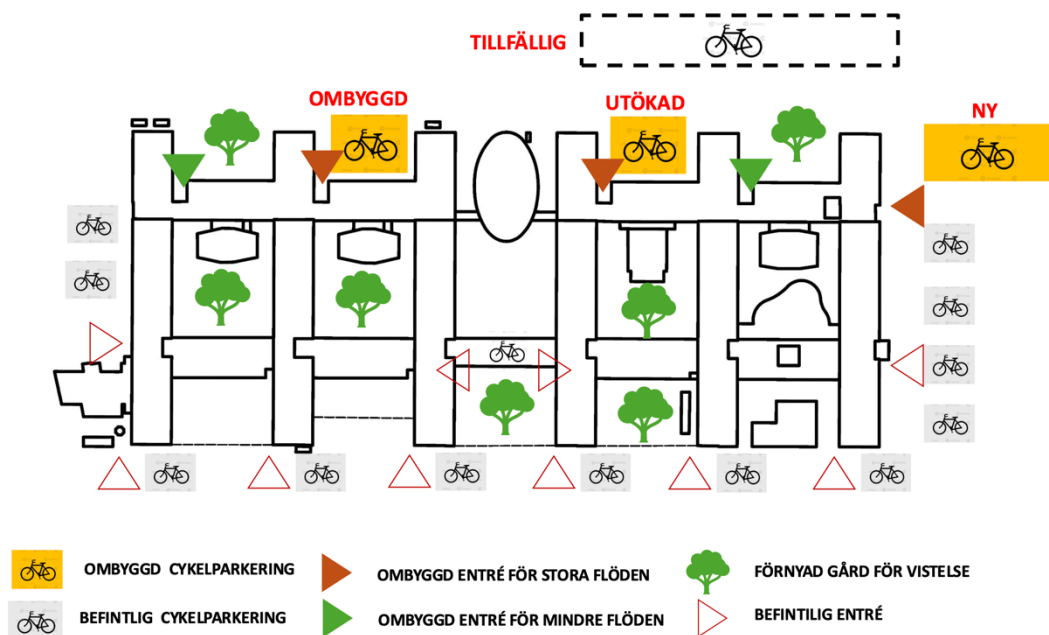 TILLFÄLLIG
OMBYGGD
UTÖKAD
NY
OMBYGGD CYKELPARKERING
OMBYGGD ENTRÉ FÖR STORA FLÖDEN
FÖRNYAD GÅRD FÖR VISTELSE
BEFINTLIG CYKELPARKERING
OMBYGGD ENTRÉ FÖR MINDRE FLÖDEN
BEFINTILIG ENTRÉ